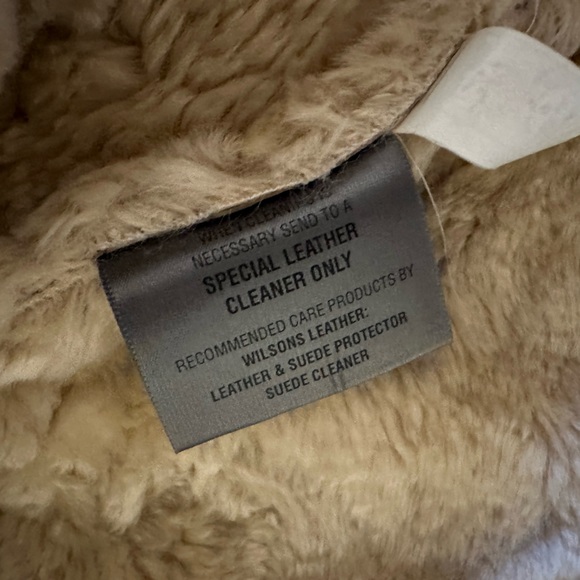 WHEN CLEANING IS
NECESSARY SEND TO A
SPECIAL LEATHER
CLEANER ONLY
RECOMMENDED CARE PRODUCTS BY
WILSONS LEATHER:
LEATHER & SUEDE PROTECTOR
SUEDE CLEANER